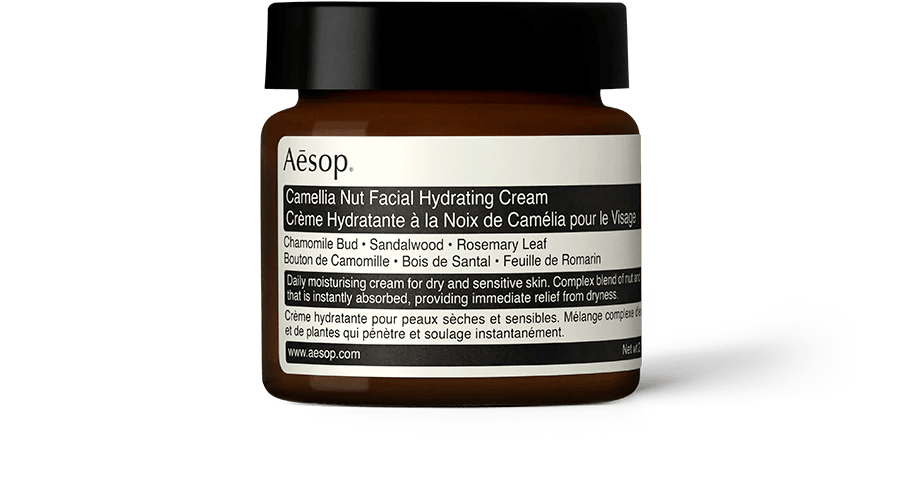 Aēsop®
Camellia Nut Facial Hydrating Cream
Crème Hydratante à la Noix de Camélia pour le Visage
Chamomile Bud • Sandalwood • Rosemary Leaf
Bouton de Camomille • Bois de Santal • Feuille de Romarin
Daily moisturising cream for dry and sensitive skin. Complex blend of nut and
that is instantly absorbed, providing immediate relief from dryness.
Crème hydratante pour peaux sèches et sensibles. Mélange complexe
et de plantes qui pénètre et soulage instantanément.
www.aesop.com Net wt